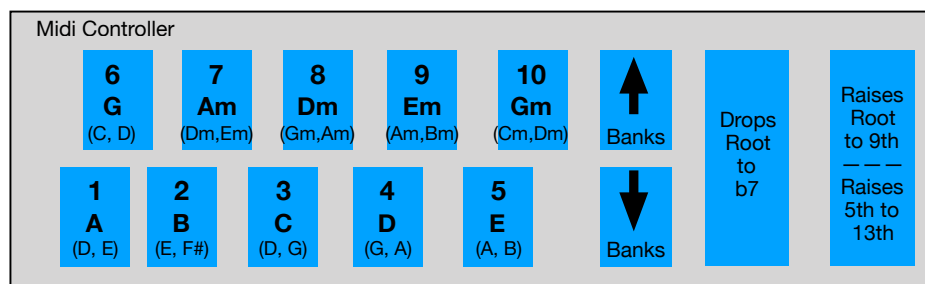 Midi Controller
6
G
(C, D)
7
Am
(Dm,Em)
8
Dm
(Gm,Am)
9
Em
(Am,Bm)
10
Gm
(Cm,Dm)
Banks
Drops
Root
to
b7
Raises
Root
to 9th
———
Raises
5th to
13th
1
A
(D, E)
2
B
(E, F#)
3
C
(D, G)
4
D
(G, A)
5
E
(A, B)
Banks